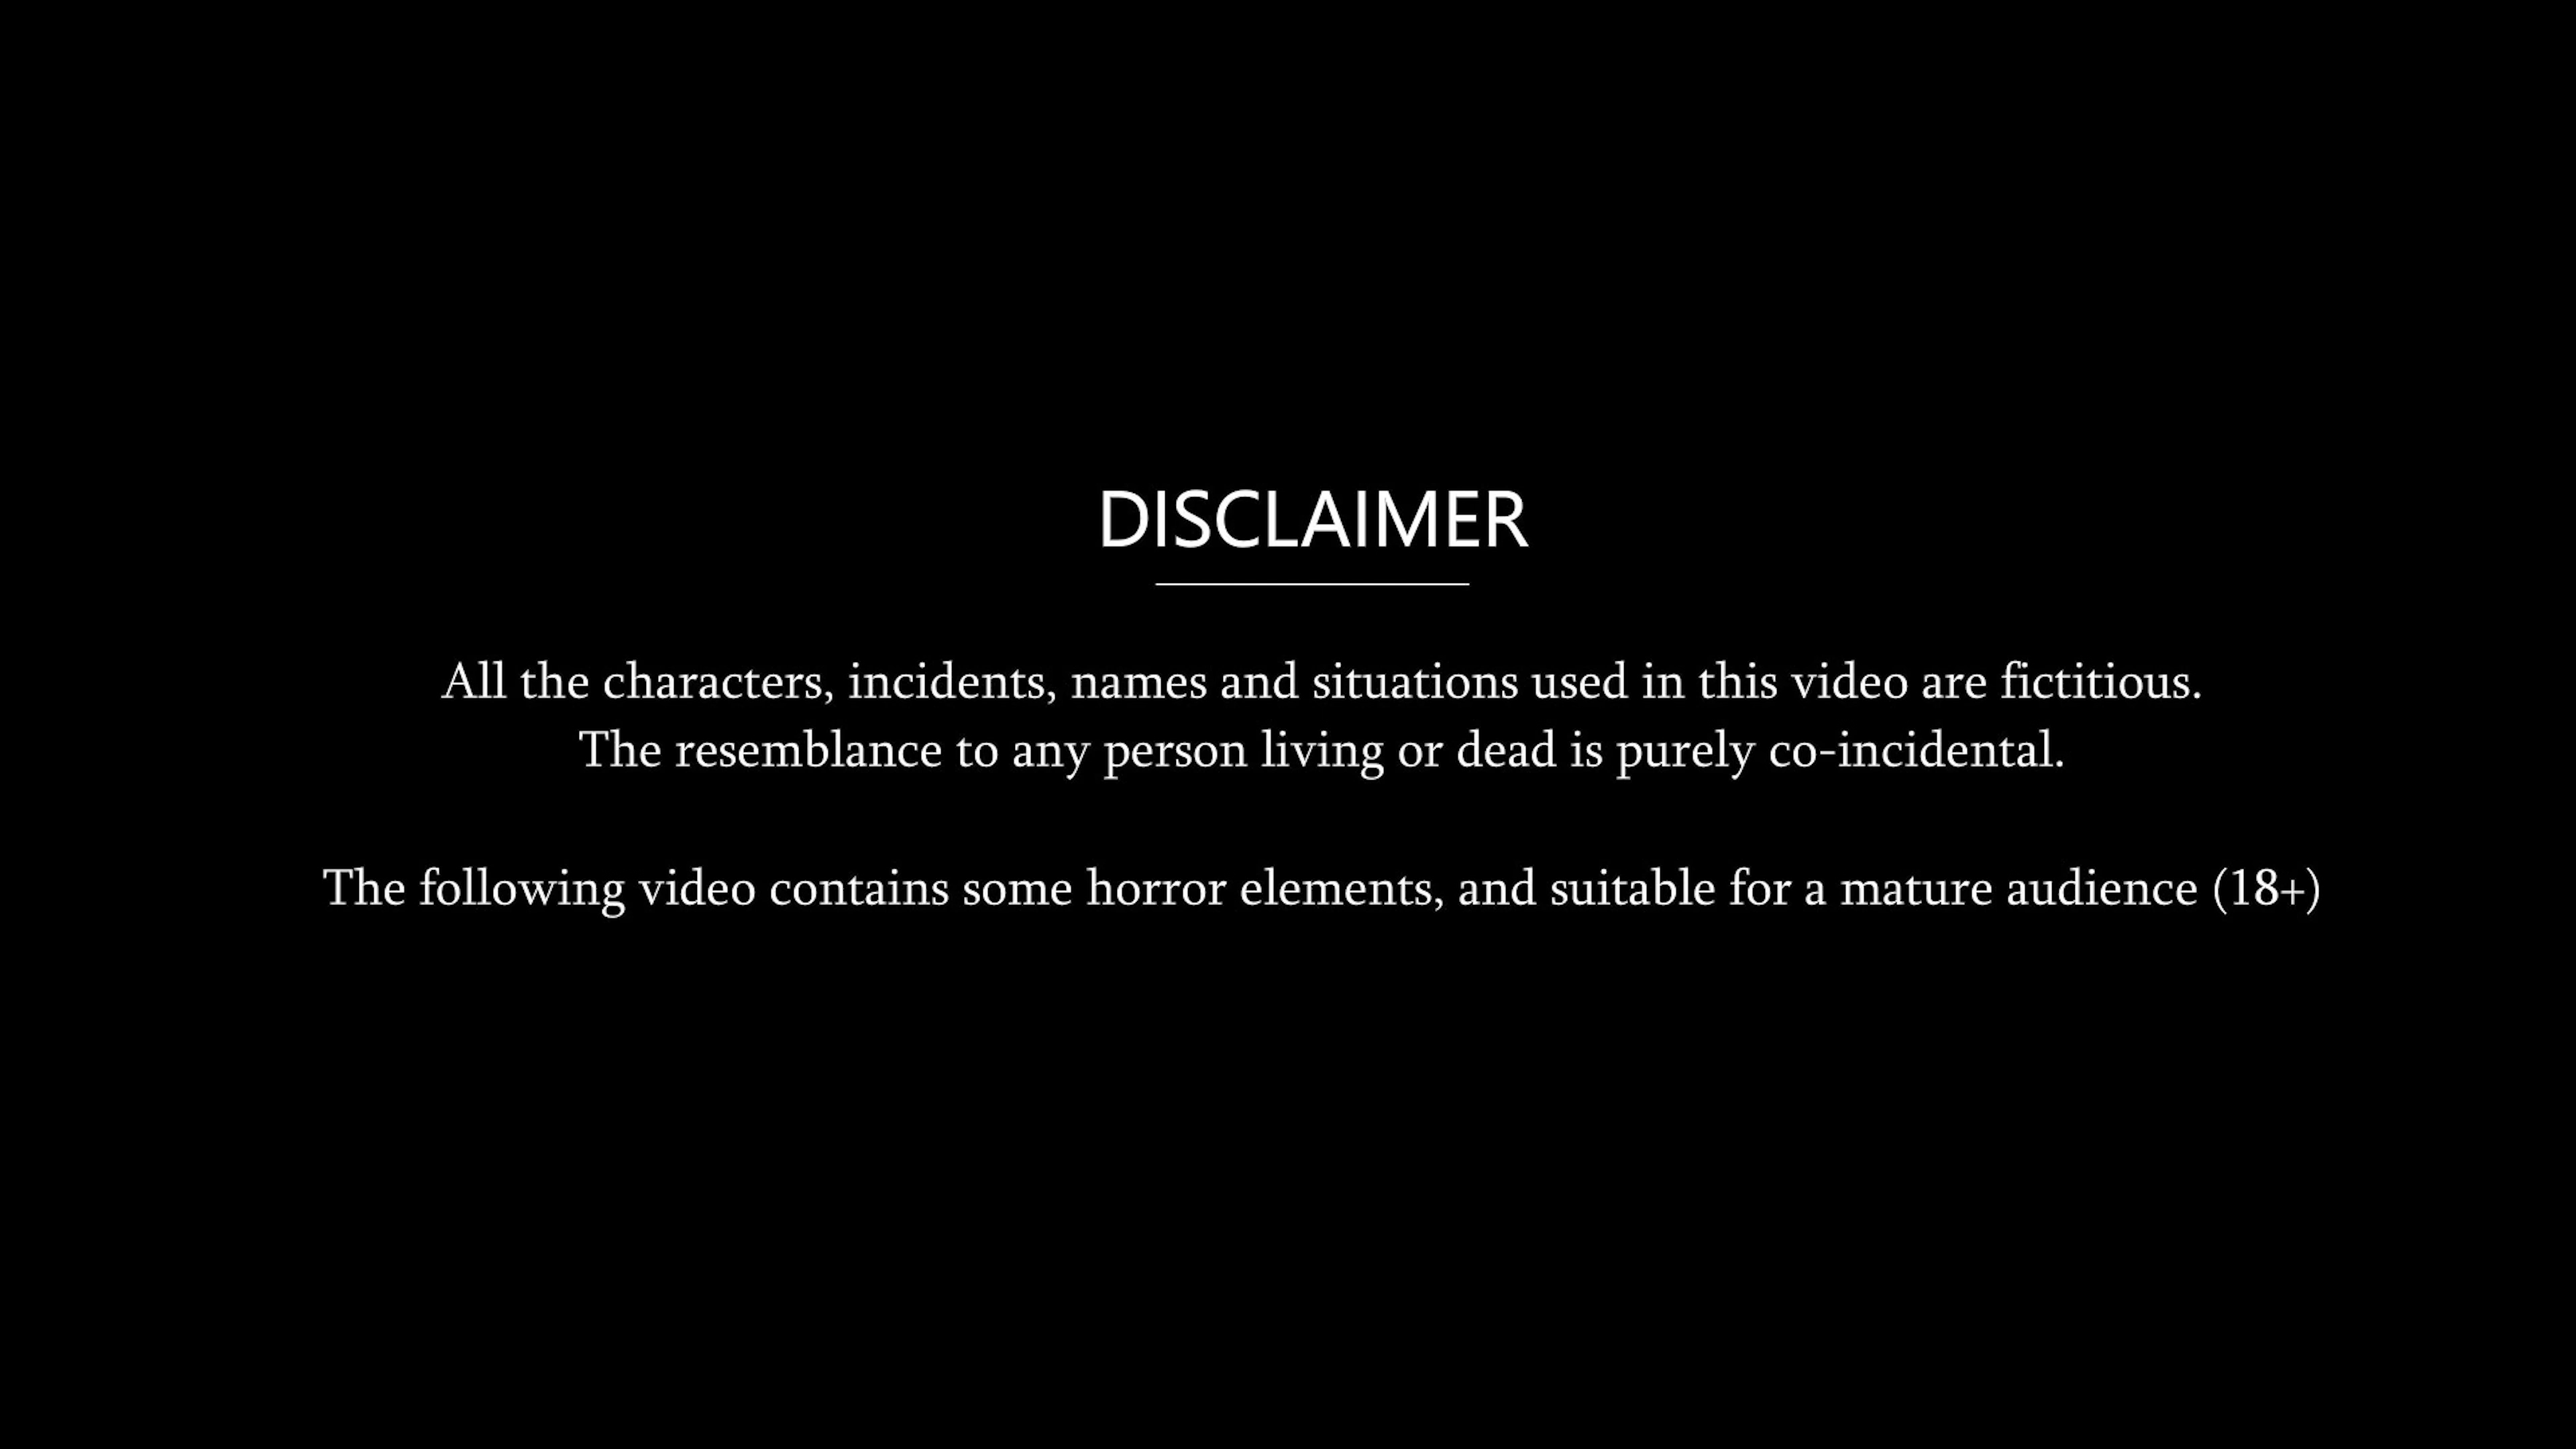 DISCLAIMER
All the characters, incidents, names and situations used in this video are fictitious.
The resemblance to any person living or dead is purely co-incidental.
The following video contains some horror elements, and suitable for a mature audience (18+)